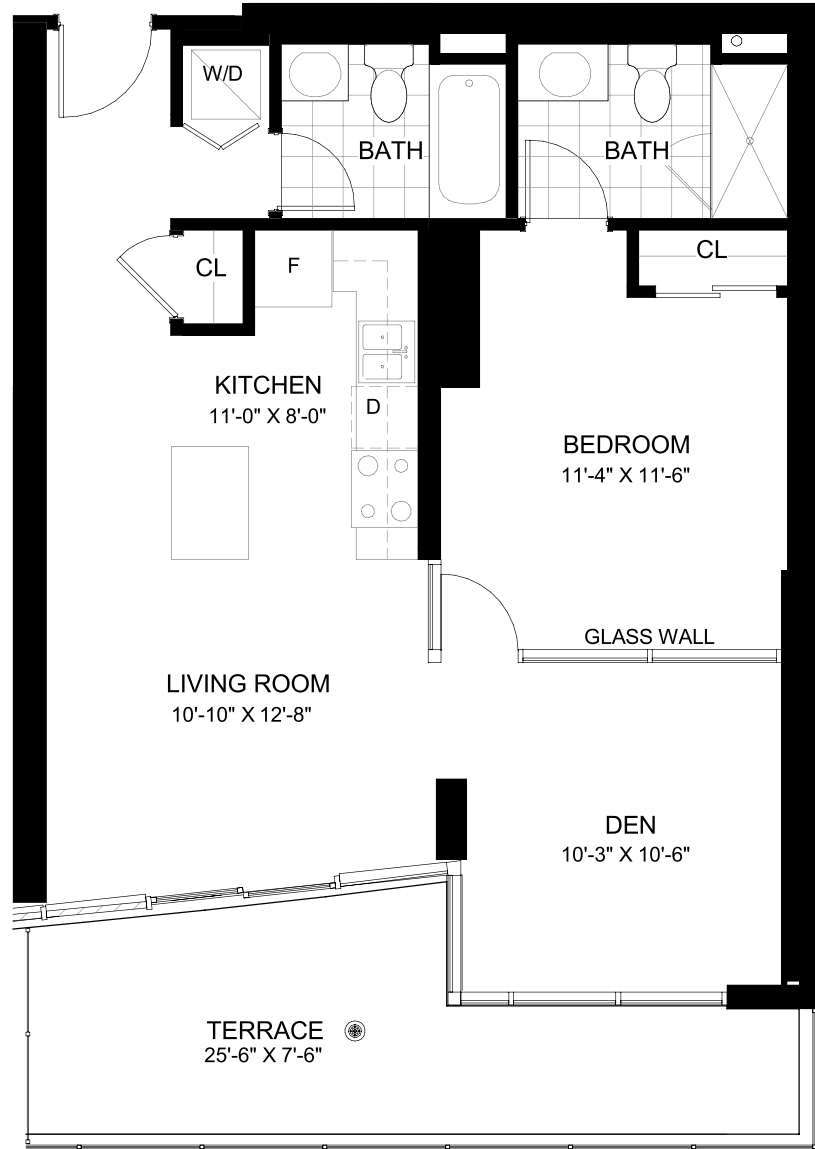 W/D
BATH
BATH
CL
F
CL
KITCHEN
11'-0" X 8'-0"
D
BEDROOM
11'-4" X 11'-6"
GLASS WALL
LIVING ROOM
10'-10" X 12'-8"
DEN
10'-3" X 10'-6"
TERRACE
25'-6" X 7'-6"